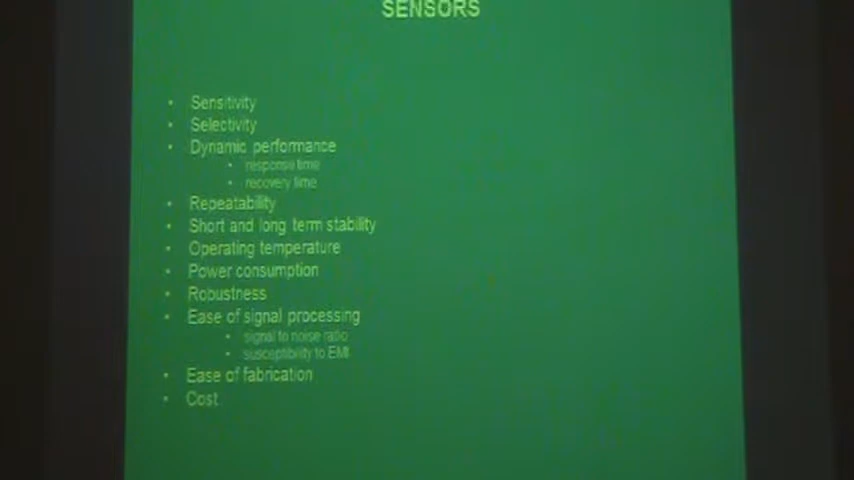 SENSORS
• Sensitivity
• Selectivity
• Dynamic performance
• response time
• recovery time
• Repeatability
• Short and long term stability
• Operating temperature
• Power consumption
• Robustness
• Ease of signal processing
• signal to noise ratio
• susceptibility to EMI
• Ease of fabrication
• Cost